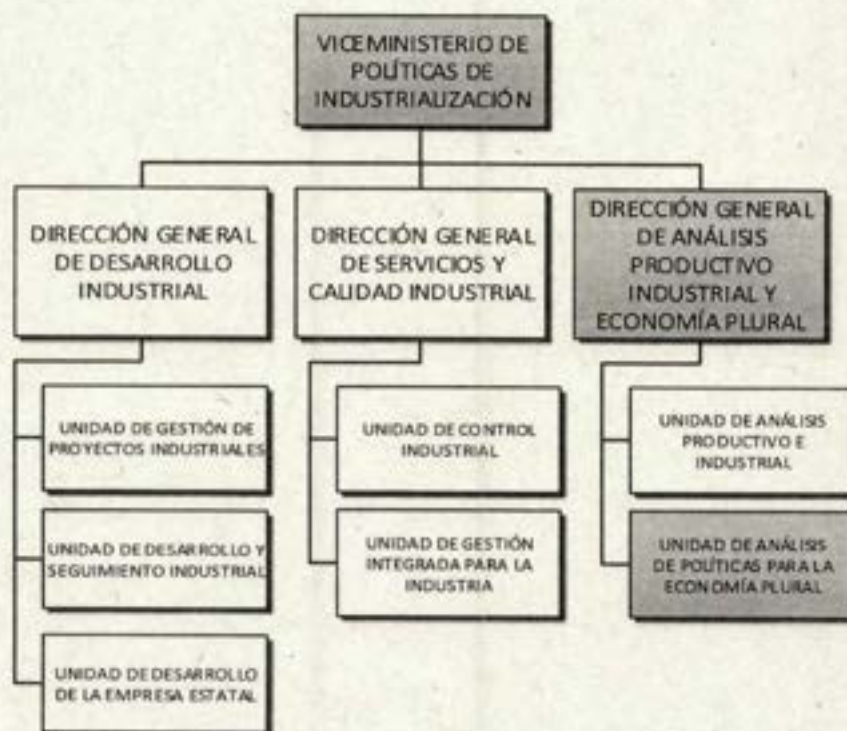 VICEMINISTERIO DE
POLÍTICAS DE
INDUSTRIALIZACIÓN
DIRECCIÓN GENERAL
DE DESARROLLO
INDUSTRIAL
DIRECCIÓN GENERAL
DE SERVICIOS Y
CALIDAD INDUSTRIAL
DIRECCIÓN GENERAL
DE ANÁLISIS
PRODUCTIVO
INDUSTRIAL Y
ECONOMÍA PLURAL
UNIDAD DE GESTIÓN DE
PROYECTOS INDUSTRIALES
UNIDAD DE CONTROL
INDUSTRIAL
UNIDAD DE ANÁLISIS
PRODUCTIVO E
INDUSTRIAL
UNIDAD DE DESARROLLO Y
SEGUIMIENTO INDUSTRIAL
UNIDAD DE GESTIÓN
INTEGRADA PARA LA
INDUSTRIA
UNIDAD DE ANÁLISIS
DE POLÍTICAS PARA LA
ECONOMÍA PLURAL
UNIDAD DE DESARROLLO
DE LA EMPRESA ESTATAL